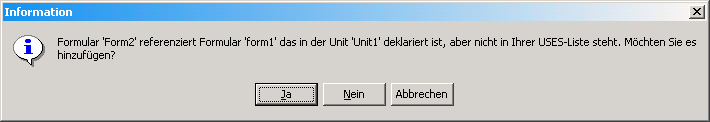 Information
Formular 'Form2' referenziert Formular 'form1' das in der Unit 'Unit1' deklariert ist, aber nicht in Ihrer USES-Liste steht. Möchten Sie es
hinzufügen?
Ja
Nein
Abbrechen